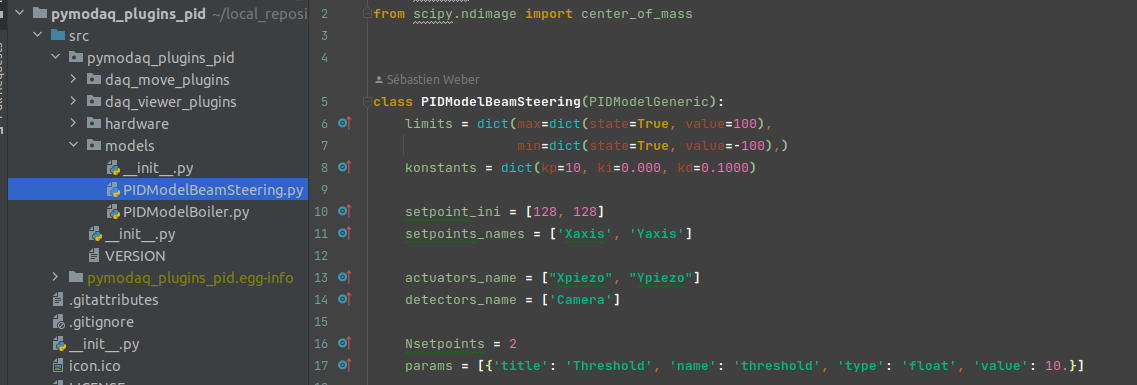 pymodaq_plugins_pid ~/local_reposi
src
pymodaq_plugins_pid
daq_move_plugins
daq_viewer_plugins
hardware
models
__init__.py
PIDModelBeamSteering.py
PIDModelBoiler.py
__init__.py
VERSION
pymodaq_plugins_pid.egg-info
.gitattributes
.gitignore
__init__.py
icon.ico
2 from scipy.ndimage import center_of_mass
3
4
Sébastien Weber
5 class PIDModelBeamSteering(PIDModelGeneric):
6 limits = dict(max=dict(state=True, value=100),
7 min=dict(state=True, value=-100),)
8 konstants = dict(kp=10, ki=0.000, kd=0.1000)
9
10 setpoint_ini = [128, 128]
11 setpoints_names = ['Xaxis', 'Yaxis']
12
13 actuators_name = ["Xpiezo", "Ypiezo"]
14 detectors_name = ['Camera']
15
16 Nsetpoints = 2
17 params = [{'title': 'Threshold', 'name': 'threshold', 'type': 'float', 'value': 10.}]